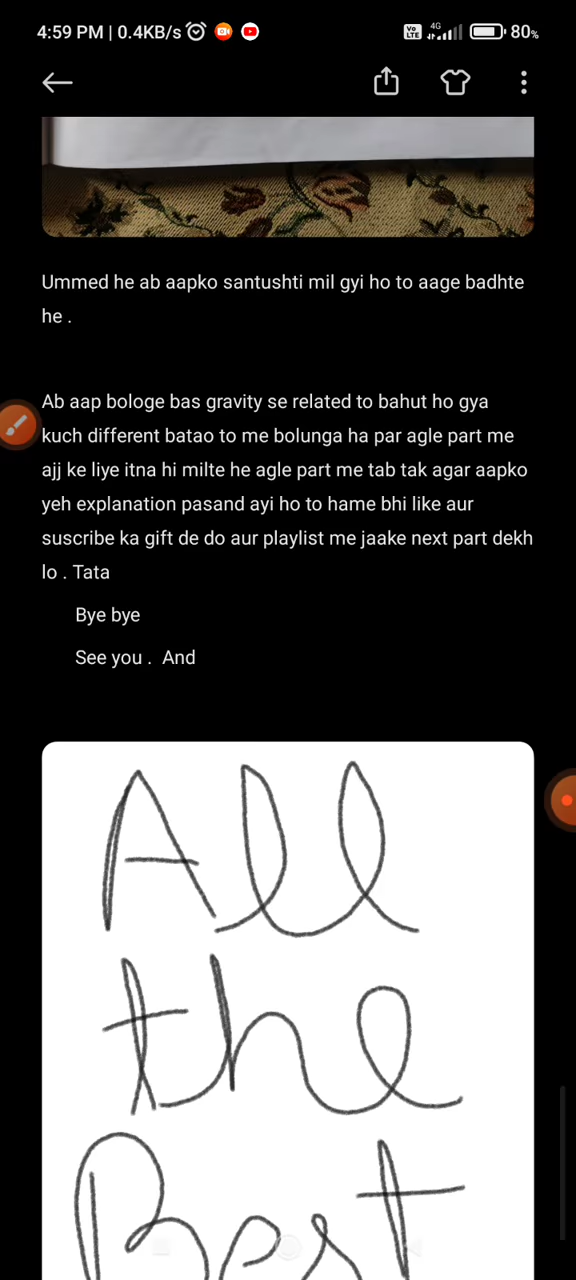 4:59 PM | 0.4KB/s
Vo LTE 4G 80%
Ummed he ab aapko santushti mil gyi ho to aage badhte
he .
Ab aap bologe bas gravity se related to bahut ho gya
kuch different batao to me bolunga ha par agle part me
ajj ke liye itna hi milte he agle part me tab tak agar aapko
yeh explanation pasand ayi ho to hame bhi like aur
suscribe ka gift de do aur playlist me jaake next part dekh
lo . Tata
Bye bye
See you . And
All
the
Best